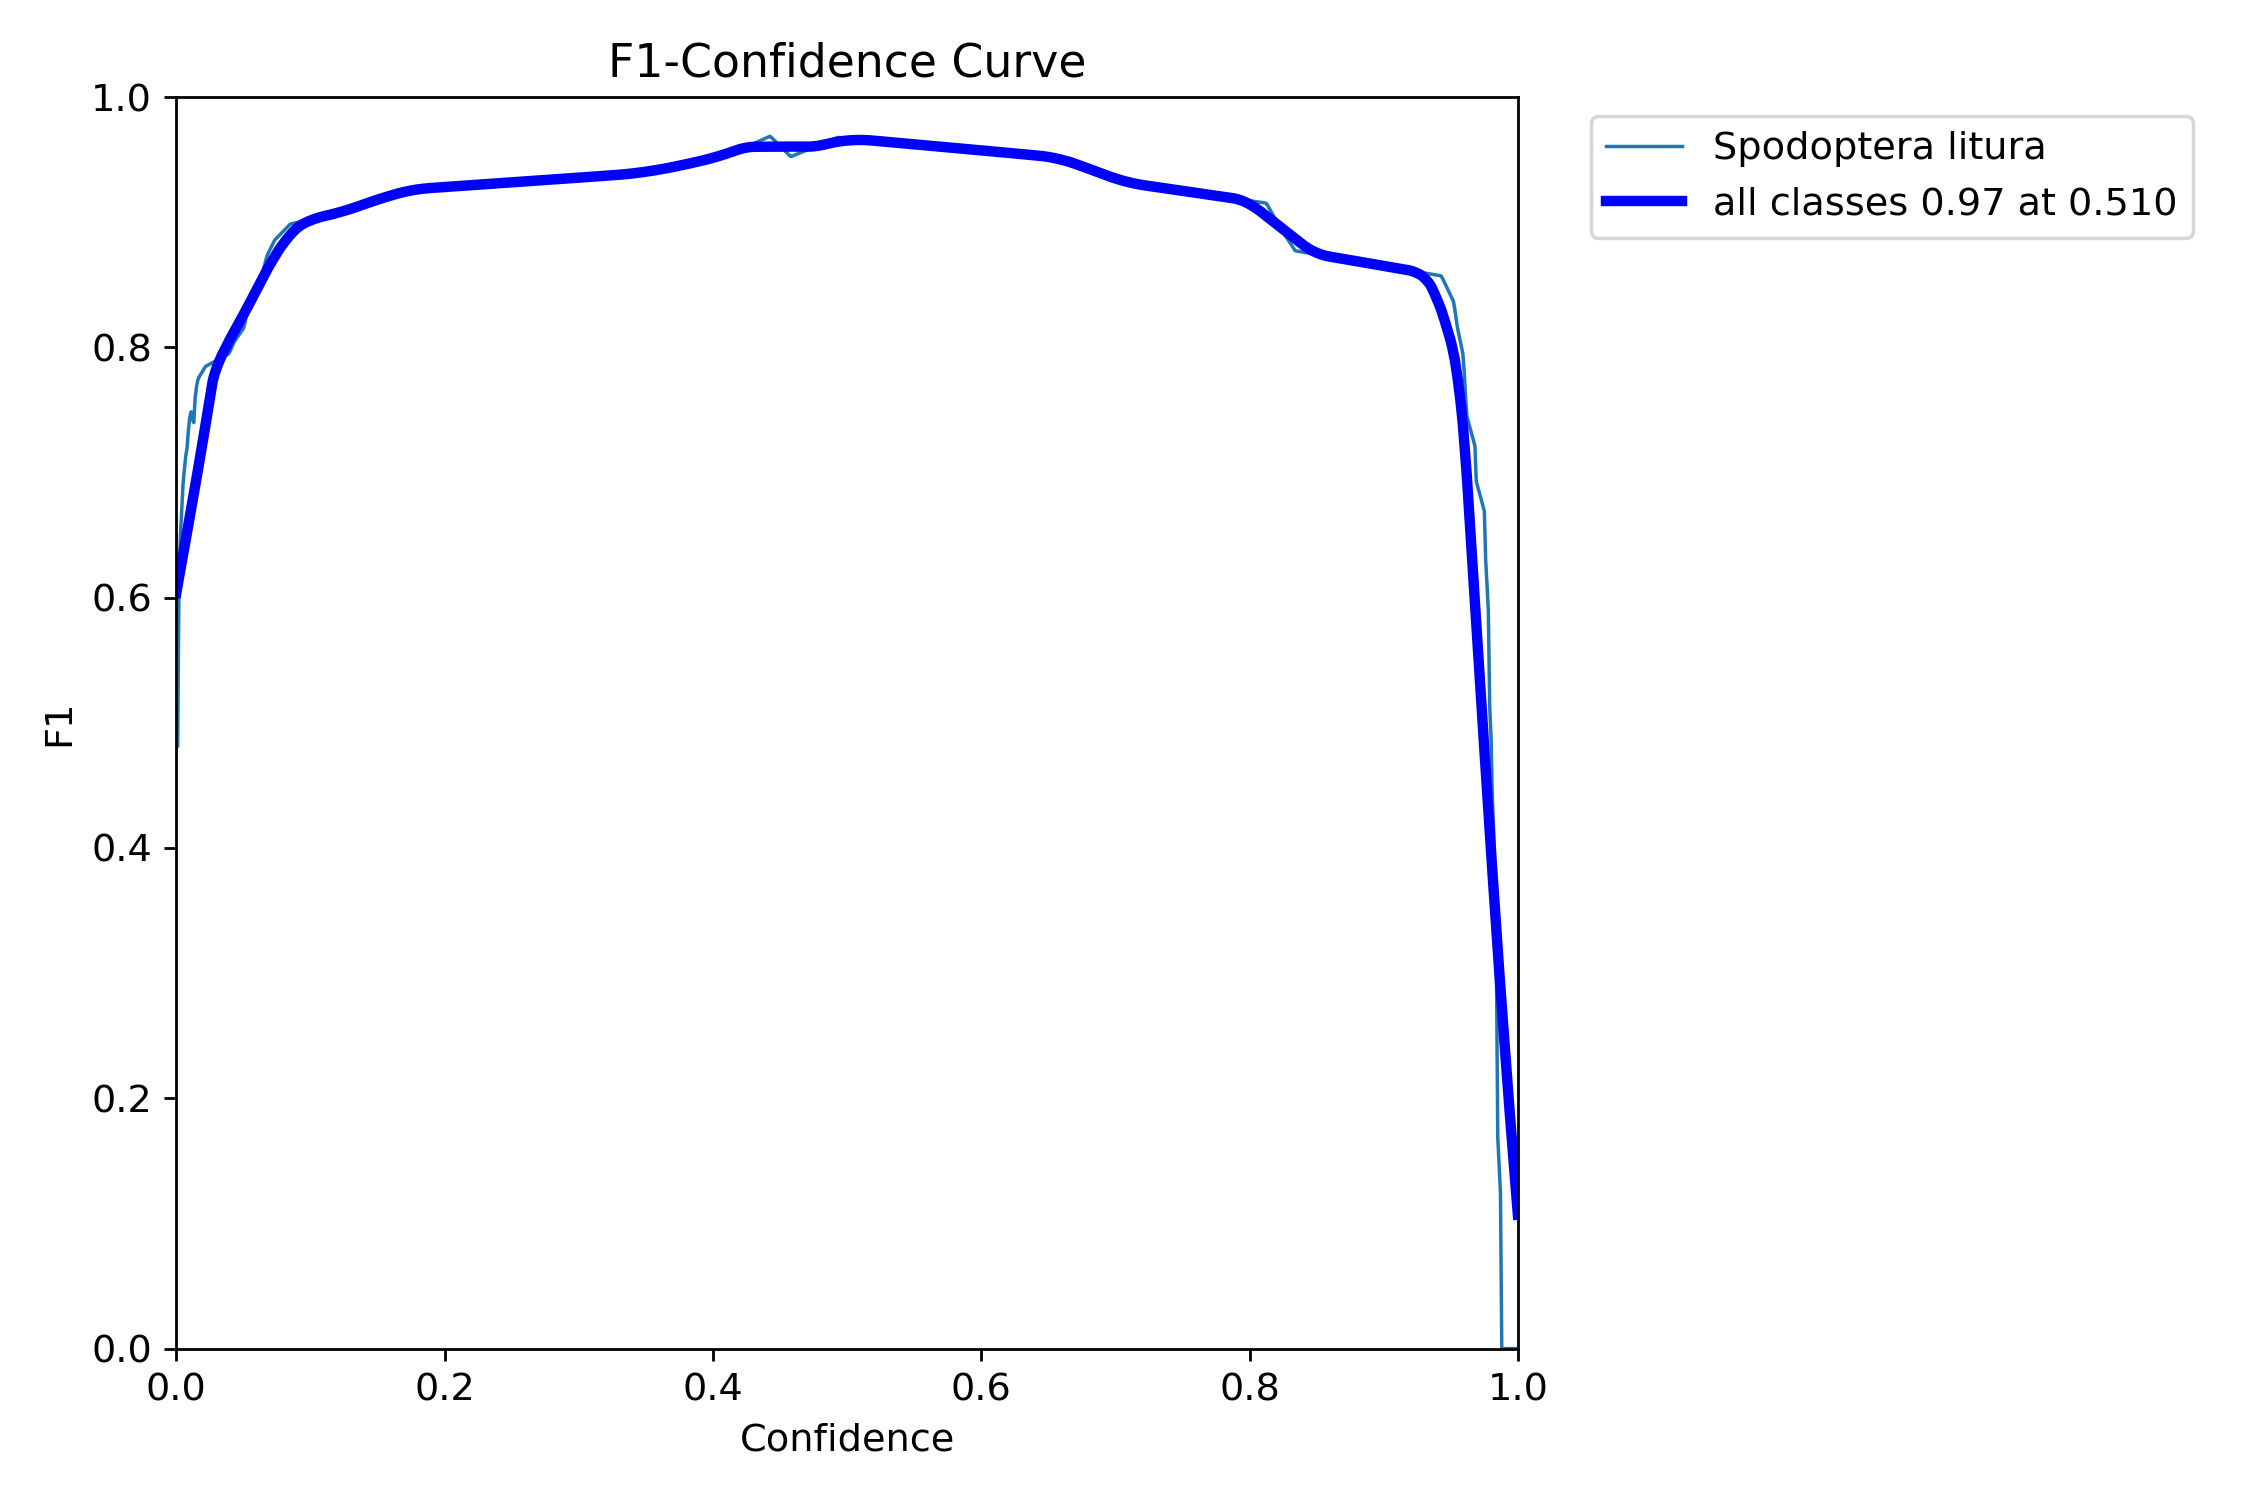 F1-Confidence Curve
1.0
0.8
0.6
0.4
0.2
0.0
F1
0.0 0.2 0.4 0.6 0.8 1.0
Confidence
Spodoptera litura
all classes 0.97 at 0.510